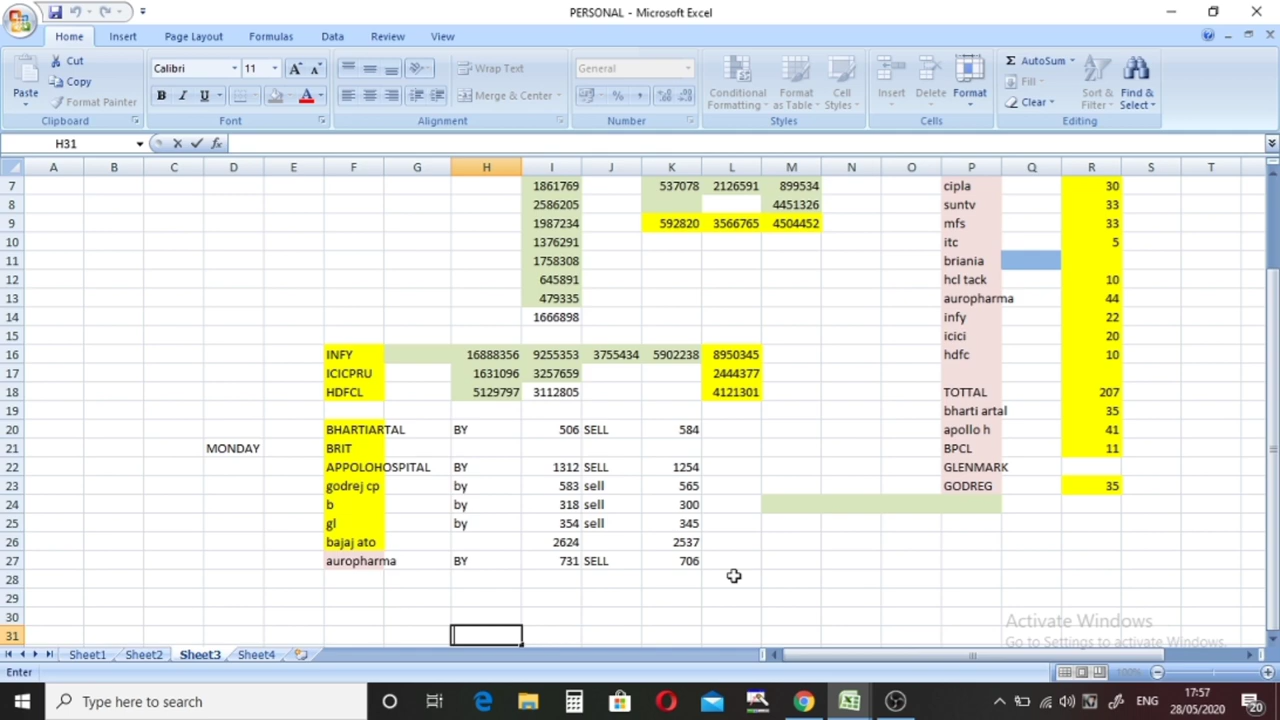 PERSONAL - Microsoft Excel
Home Insert Page Layout Formulas Data Review View
Paste Cut Copy Format Painter Clipboard
Calibri 11 A A B I U A Font
Wrap Text Merge & Center Alignment
General % , Number
Conditional Formatting Format as Table Cell Styles Styles
Insert Delete Format Cells
AutoSum Fill Clear Sort & Filter Find & Select Editing
H31 fx
A B C D E F G H I J K L M N O P Q R S T
7 1861769 537078 2126591 899534 cipla 30
8 2586205 4451326 suntv 33
9 1987234 592820 3566765 4504452 mfs 33
10 1376291 itc 5
11 1758308 briania
12 645891 hcl tack 10
13 479335 auropharma 44
14 1666898 infy 22
15 icici 20
16 INFY 16888356 9255353 3755434 5902238 8950345 hdfc 10
17 ICICPRU 1631096 3257659 2444377
18 HDFCL 5129797 3112805 4121301 TOTTAL 207
19 bharti artal 35
20 BHARTIARTAL BY 506 SELL 584 apollo h 41
21 MONDAY BRIT BPCL 11
22 APPOLOHOSPITAL BY 1312 SELL 1254 GLENMARK
23 godrej cp by 583 sell 565 GODREG 35
24 b by 318 sell 300
25 gl by 354 sell 345
26 bajaj ato 2624 2537
27 auropharma BY 731 SELL 706
28
29
30
31
Activate Windows
Go to Settings to activate Windows.
Sheet1 Sheet2 Sheet3 Sheet4
Enter 100%
Type here to search ENG 17:57 28/05/2020 20